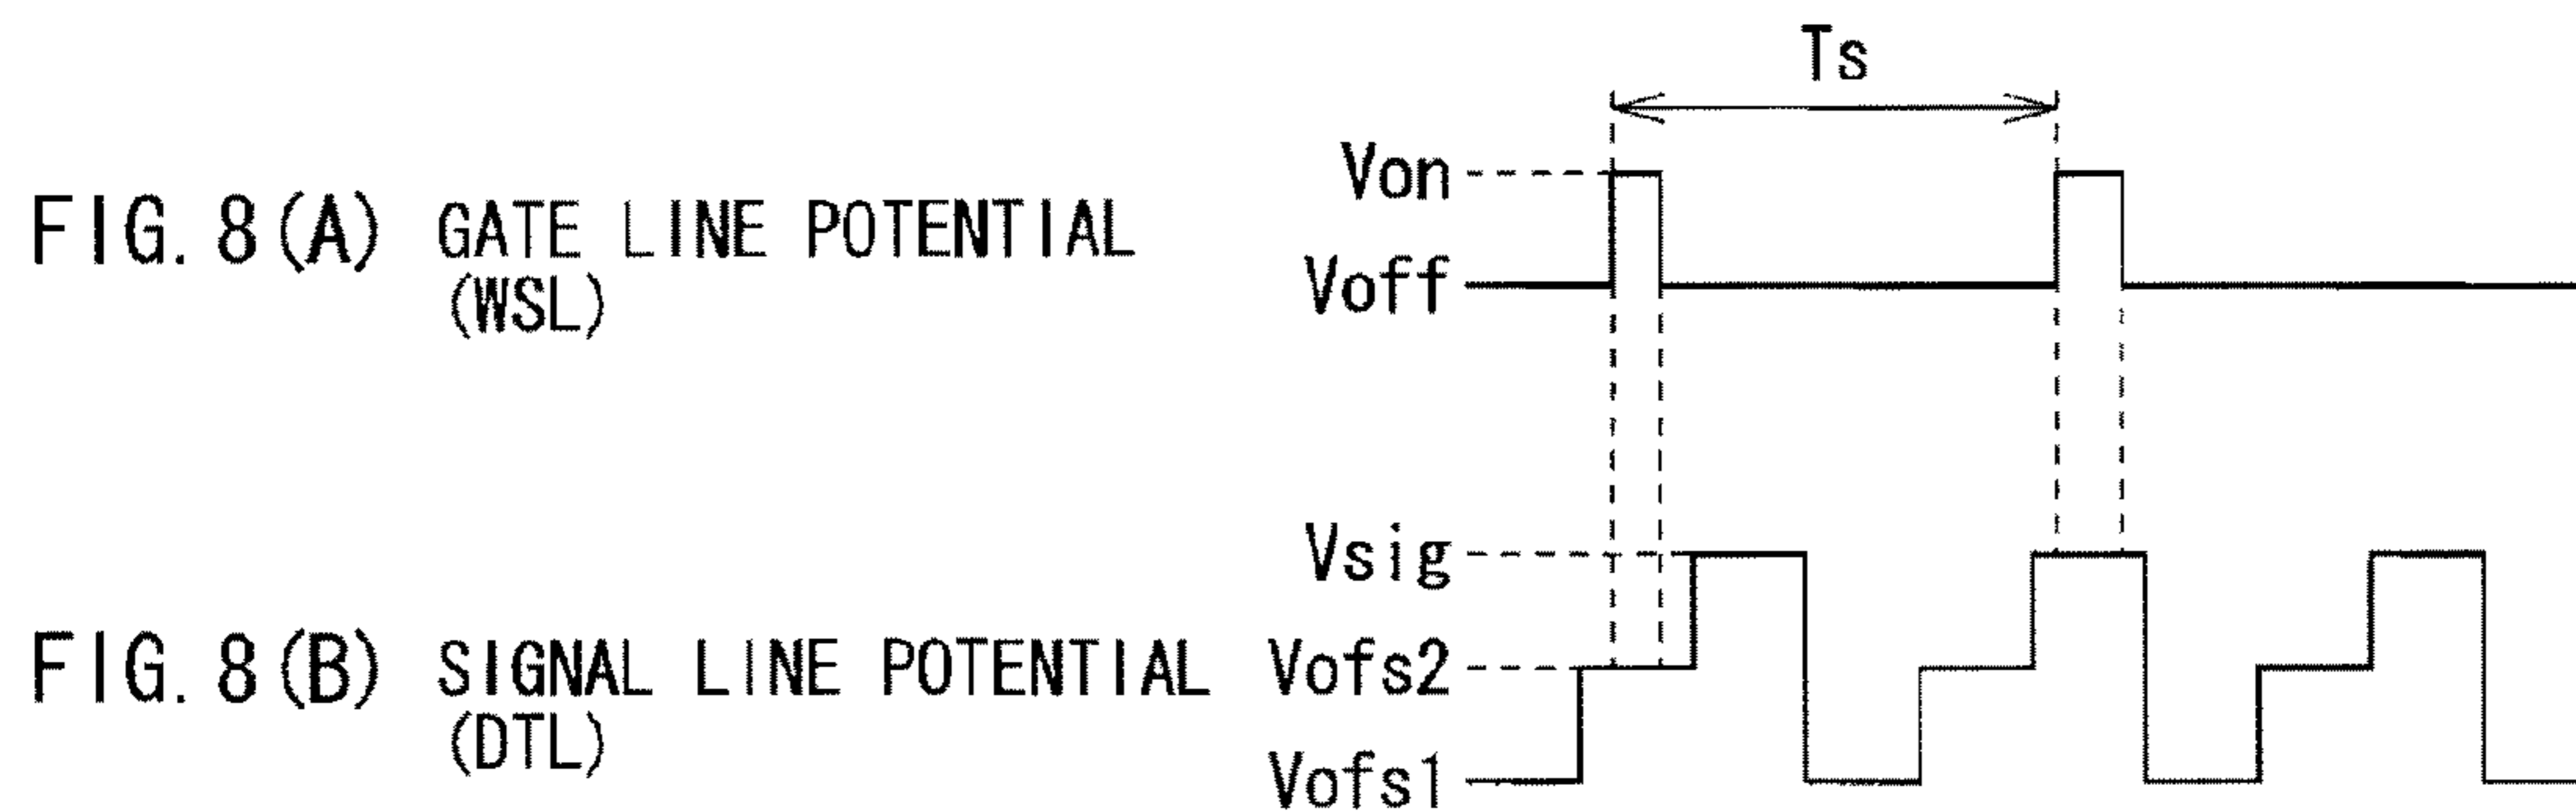 Ts
Von
FIG. 8(A) GATE LINE POTENTIAL
(WSL)
Voff
Vsig
FIG. 8(B) SIGNAL LINE POTENTIAL
(DTL)
Vofs2
Vofs1